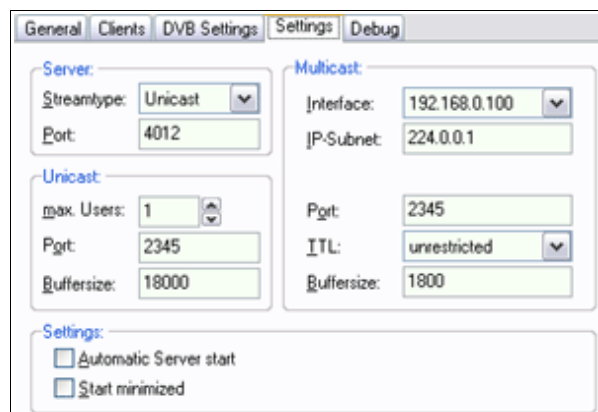 General Clients DVB Settings Settings Debug
Server:
Streamtype: Unicast
Port: 4012
Unicast:
max. Users: 1
Port: 2345
Buffersize: 18000
Multicast:
Interface: 192.168.0.100
IP-Subnet: 224.0.0.1
Port: 2345
TTL: unrestricted
Buffersize: 1800
Settings:
Automatic Server start
Start minimized